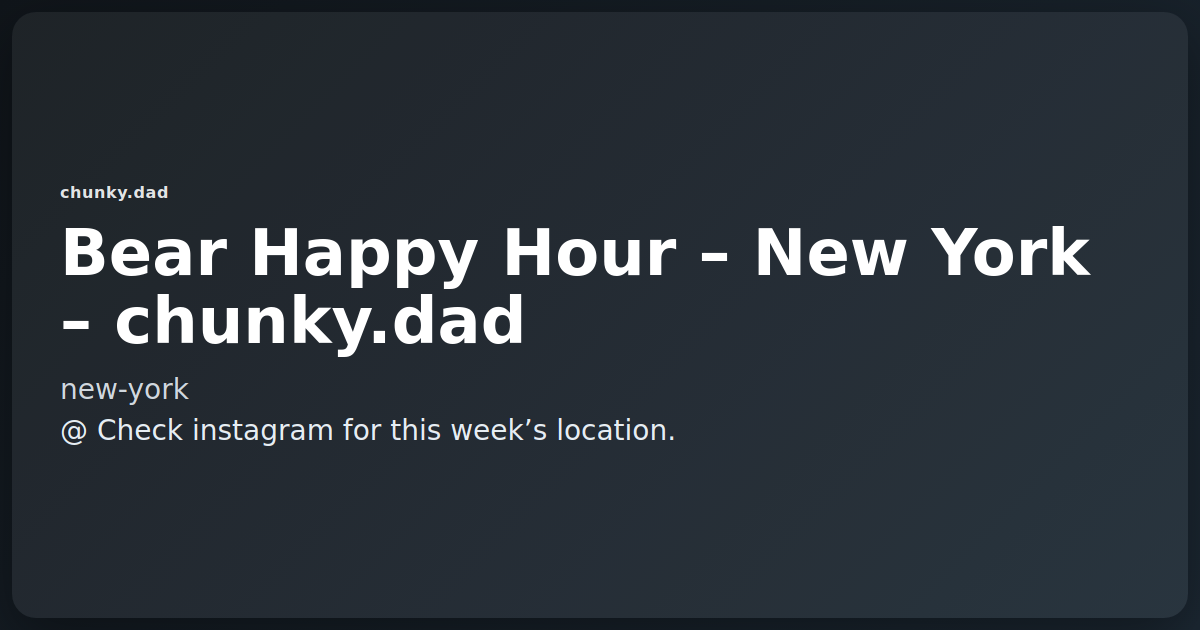 chunky.dad
Bear Happy Hour – New York
– chunky.dad
new-york
@ Check instagram for this week’s location.